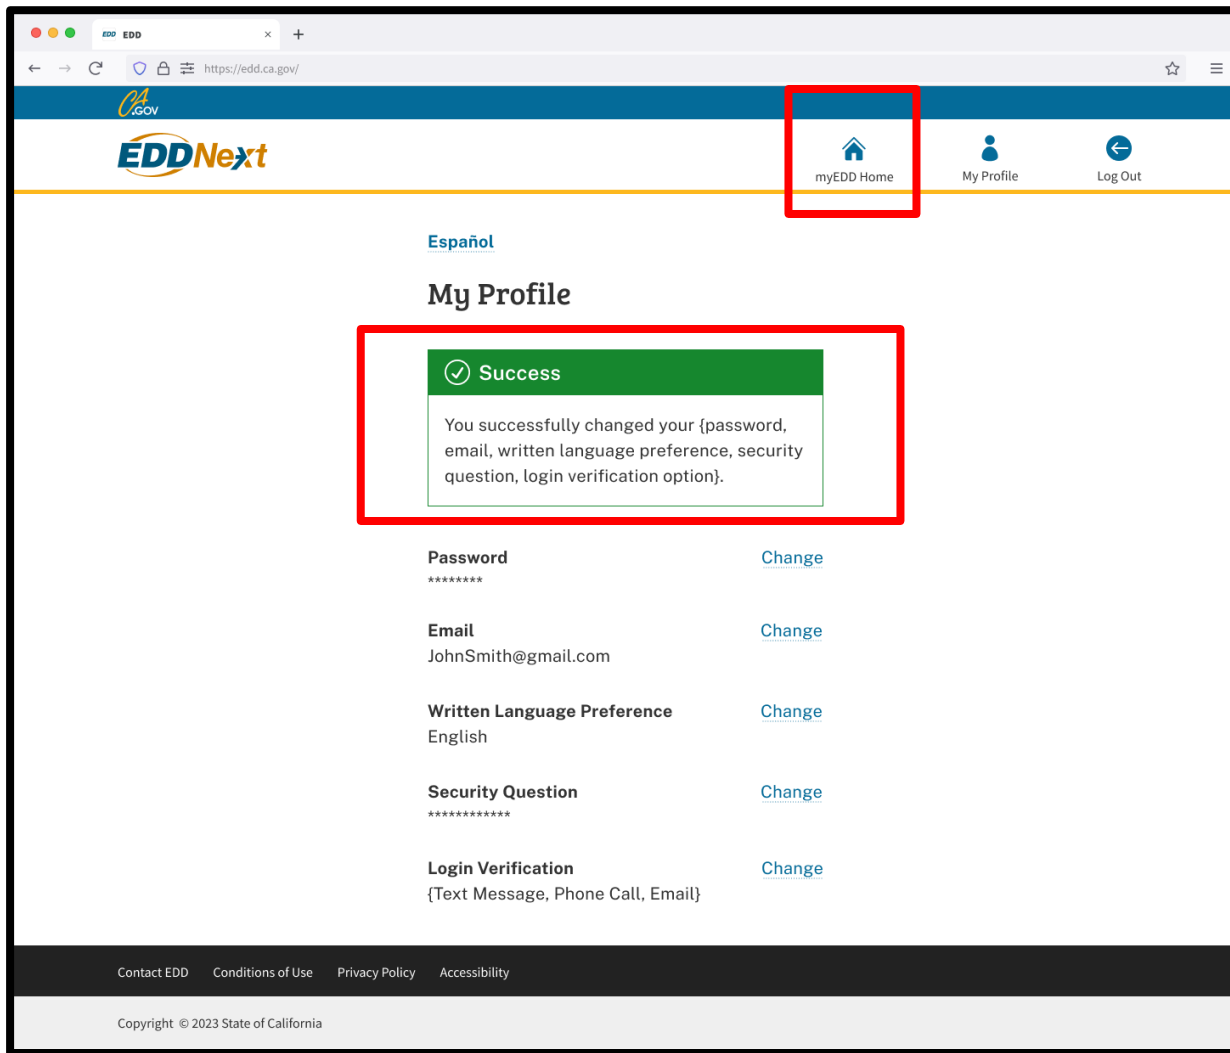 EDD EDD × +
https://edd.ca.gov/
CA.GOV
EDDNext
myEDD Home My Profile Log Out
Español
My Profile
Success
You successfully changed your {password,
email, written language preference, security
question, login verification option}.
Password Change
********
Email Change
JohnSmith@gmail.com
Written Language Preference Change
English
Security Question Change
************
Login Verification Change
{Text Message, Phone Call, Email}
Contact EDD Conditions of Use Privacy Policy Accessibility
Copyright © 2023 State of California